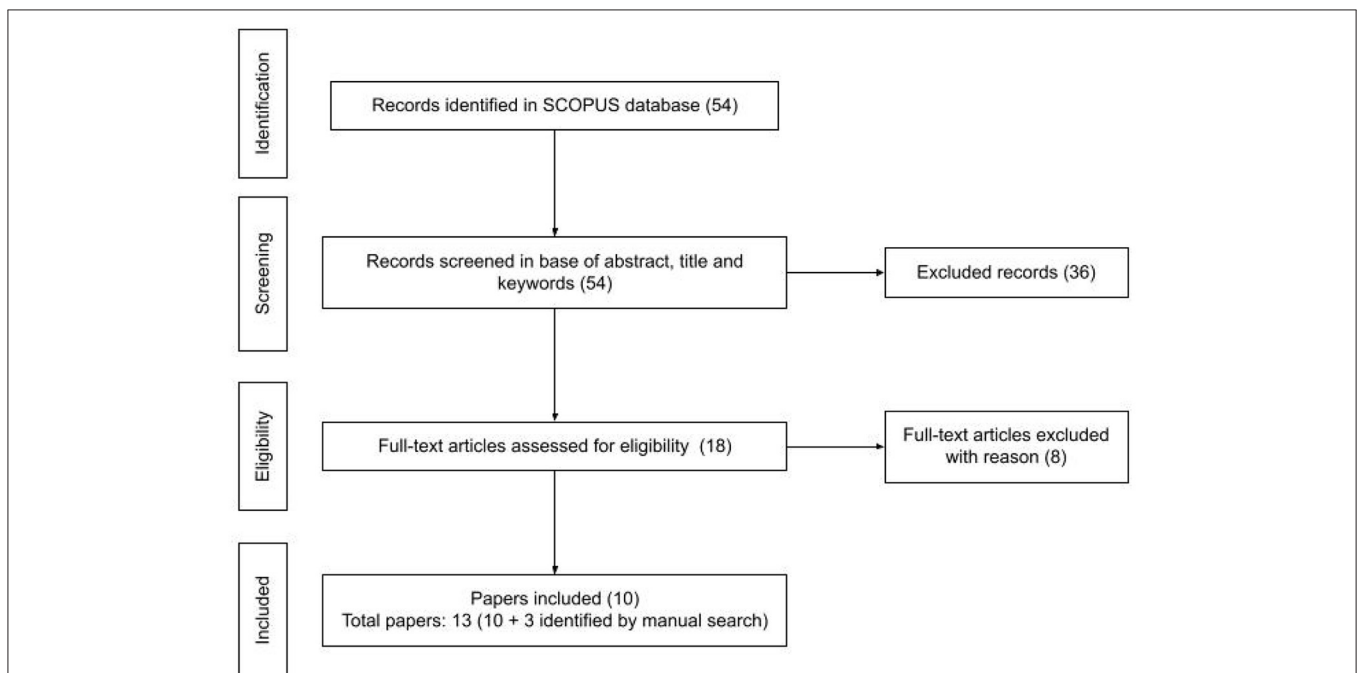 Identification
Records identified in SCOPUS database (54)
Screening
Records screened in base of abstract, title and
keywords (54)
Excluded records (36)
Eligibility
Full-text articles assessed for eligibility (18)
Full-text articles excluded
with reason (8)
Included
Papers included (10)
Total papers: 13 (10 + 3 identified by manual search)